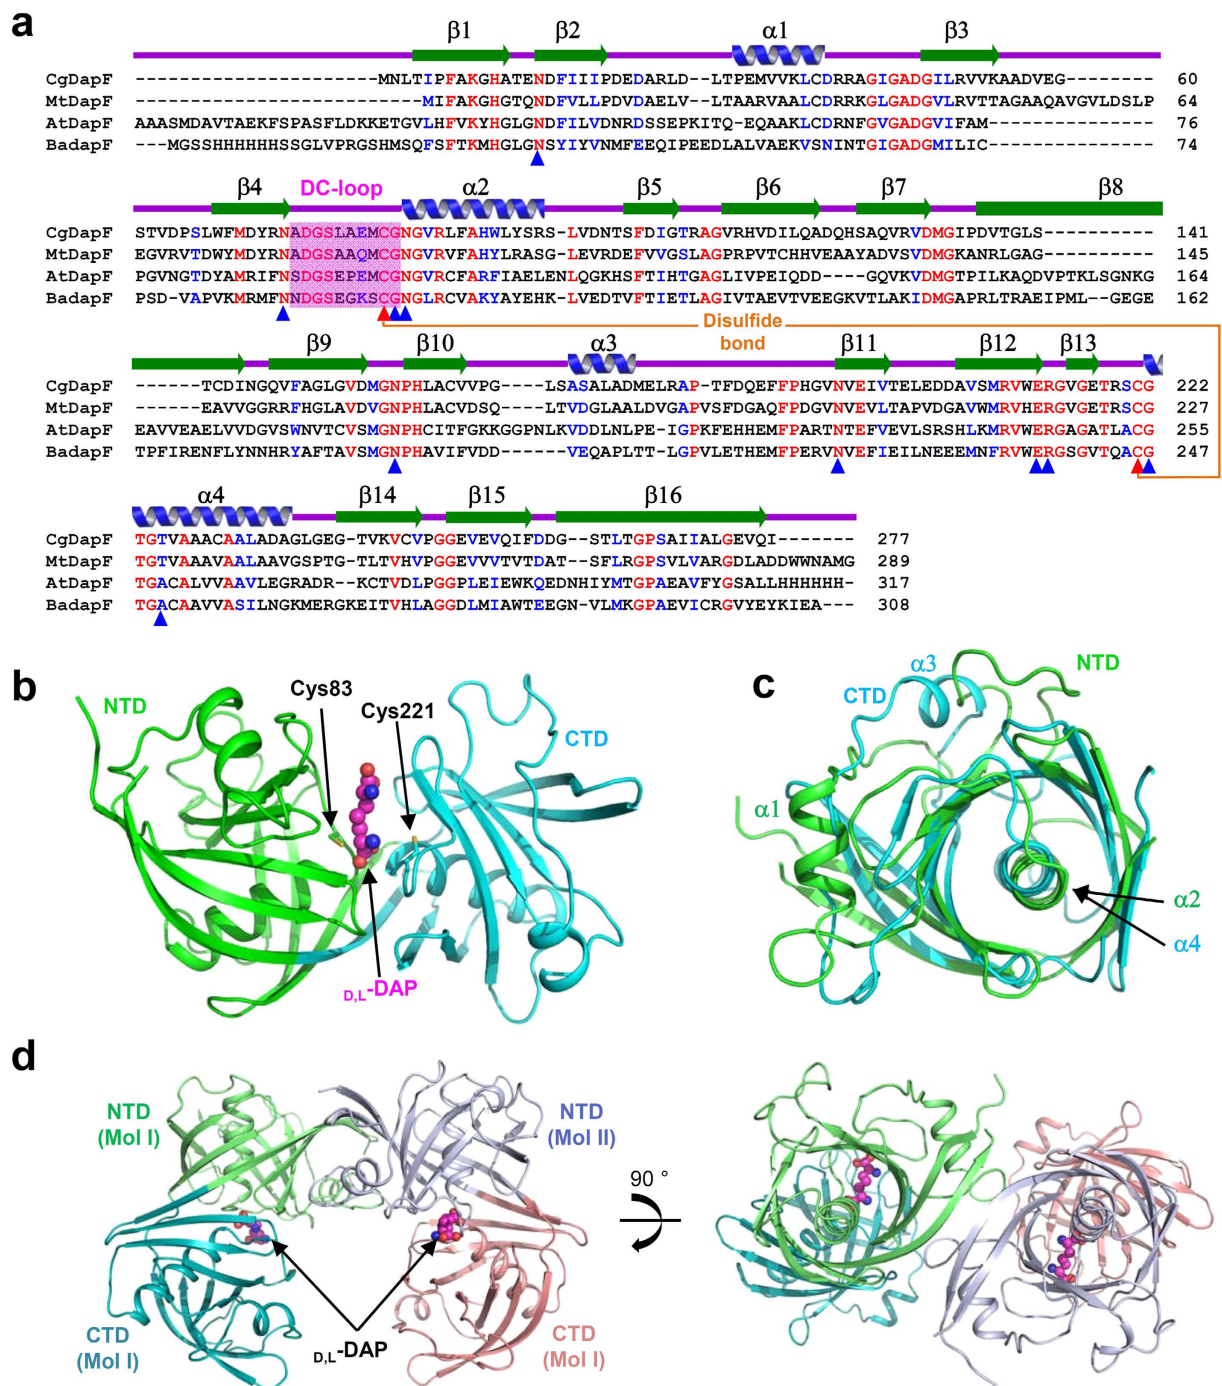 a
β1 β2 α1 β3
CgDapF ------------------MNLTIPFAKGHATENDFIIIPDEDARLD--LTPEMVVKLCDRRAGIGADGILRVVKAADVEG-------- 60
MtDapF ---------------------MIFAKGHGTQNDFVLLPDVDAELV--LTAARVAALCDRRKGLGADGVLRVTTAGAAQAVGVLDSLP 64
AtDapF AAASMDAVTAEKFSPASFLDKKETGVLHFVKYHGLGNDFILVDNRDSSEPKITQ-EQAAKLCDRNFGVGADGVIFAM---------- 76
BadapF ---MGSSHHHHHHSSGLVPRGSHMSQFSFTKMHGLGNSYIYVNMFEEQIPEEDLALVAEKVSNINTGIGADGMILIC---------- 74
β4 DC-loop α2 β5 β6 β7 β8
CgDapF STVDPSLWFMDYRNADGSLAEMCGNGVRLFAHWLYSRS-LVDNTSFDIGTRAGVRHVDILQADQHSAQVRVDMGIPDVTGLS------- 141
MtDapF EGVRVTDWYMDYRNADGSAAQMCGNGVRVFAHYLRASG-LEVRDEFVVGSLAGPRPVTCHHVEAAYADVSVDMGKANRLGAG------- 145
AtDapF PGVNGTDYAMRIFNSDGSEPEMCGNGVRCFARFIAELENLQGKHSFTIHTGAGLIVPEIQDD----GQVKVDMGTPILKAQDVPTKLSGNKG 164
BadapF PSD-VAPVKMRMFNNDGSEGKSCGNGLRCVAKYAYEHK-LVEDTVFTIETLAGIVTAEVTVEEGKVTLAKIDMGAPRLTRAEIPML--GEGE 162
Disulfide
bond
β9 β10 α3 β11 β12 β13
CgDapF ------TCDINGQVFAGLGVDMGNPHLACVVPG----LSASALADMELRAP-TFDQEFFPHGVNVEIVTELEDDAVSMRVWERGVGETRSCG 222
MtDapF ------EAVVGGRRFHGLAVDVGNPHLACVDSQ----LTVDGLAALDVGAPVSFDGAQFPDGVNVEVLTAPVDGAVWMRVHERGVGETRSCG 227
AtDapF EAVVEAELVVDGVSWNVTCVSMGNPHCITFGKKGGPNLKVDDLNLPE-IGPKFEHHEMFPARTNTEFVEVLSRSHLKMRVWERGAGATLACG 255
BadapF TPFIRENFLYNNHRYAFTAVSMGNPHAVIFVDD------VEQAPLTT-LGPVLETHEMFPERVNVEFIEILNEEEMNFRVWERGSGVTQACG 247
α4 β14 β15 β16
CgDapF TGTVAAACAALADAGLGEG-TVKVCVPGGEVEVQIFDDG--STLTGPSAIIALGEVQI------- 277
MtDapF TGTVAAAVAALAAVGSPTG-TLTVHVPGGEVVVTVTDAT--SFLRGPSVLVARGDLADDWWNAMG 289
AtDapF TGACALVVAAVLEGRADR--KCTVDLPGGPLEIEWKQEDNHIYMTGPAEAVFYGSALLHHHHHH- 317
BadapF TGACAAVVASILNGKMERGKEITVHLAGGDLMIAWTEEGN-VLMKGPAEVICRGVYEYKIEA--- 308
b
NTD
Cys83
Cys221
CTD
D,L-DAP
c
α3
NTD
CTD
α1
α2
α4
d
NTD
(Mol I)
NTD
(Mol II)
CTD
(Mol I)
D,L-DAP
CTD
(Mol I)
90 °